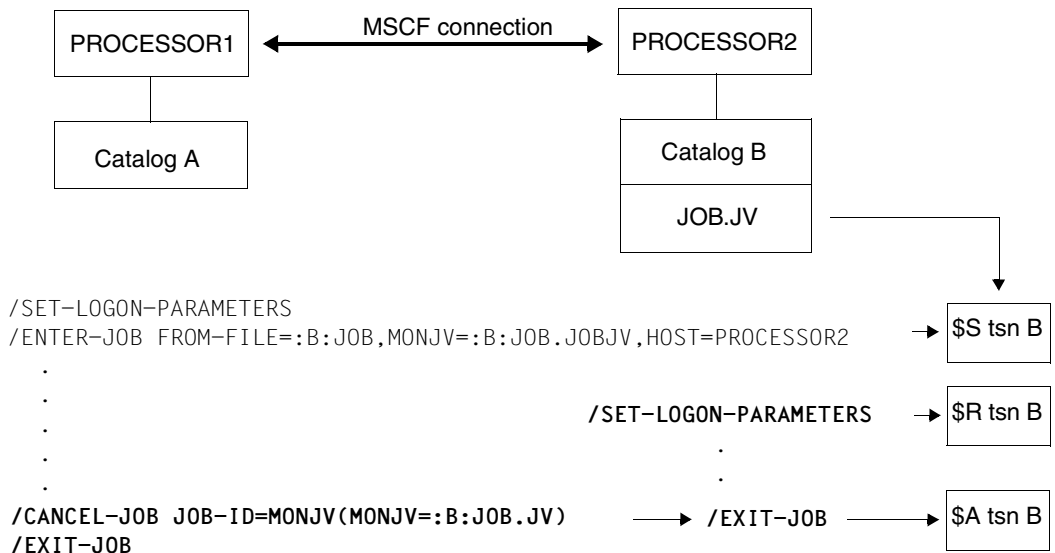 MSCF connection
PROCESSOR1
PROCESSOR2
Catalog A
Catalog B
JOB.JV
/SET-LOGON-PARAMETERS
/ENTER-JOB FROM-FILE=:B:JOB,MONJV=:B:JOB.JOBJV,HOST=PROCESSOR2
$S tsn B
.
.
.
.
.
/SET-LOGON-PARAMETERS
$R tsn B
.
.
/CANCEL-JOB JOB-ID=MONJV(MONJV=:B:JOB.JV)
/EXIT-JOB
$A tsn B
/EXIT-JOB